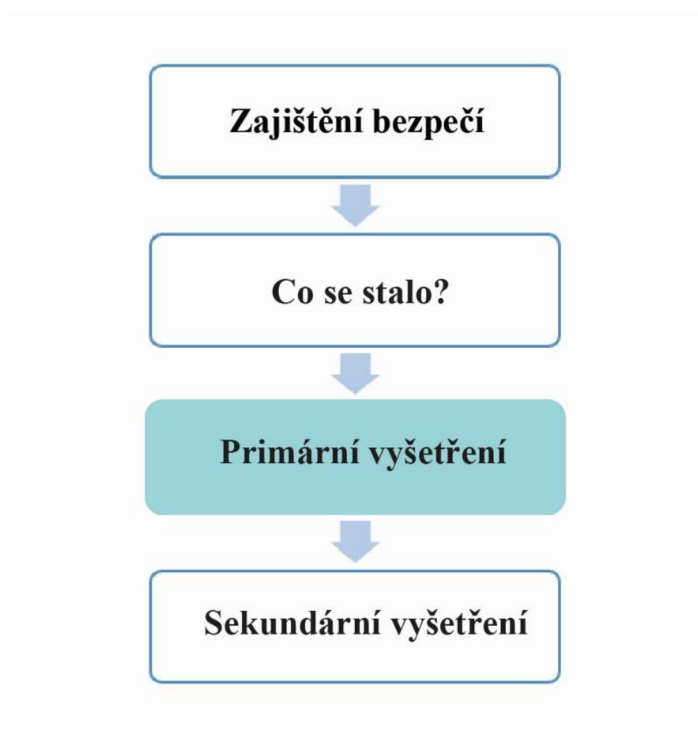 Zajištění bezpečí
Co se stalo?
Primární vyšetření
Sekundární vyšetření